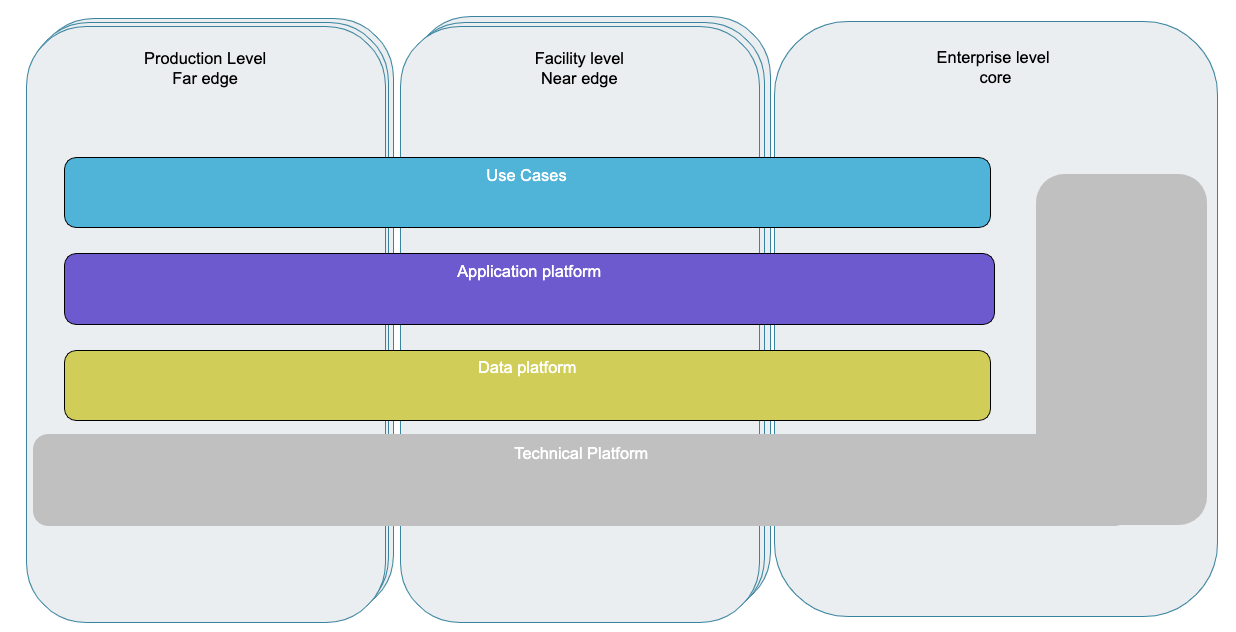 Production Level
Far edge
Facility level
Near edge
Enterprise level
core
Use Cases
Application platform
Data platform
Technical Platform